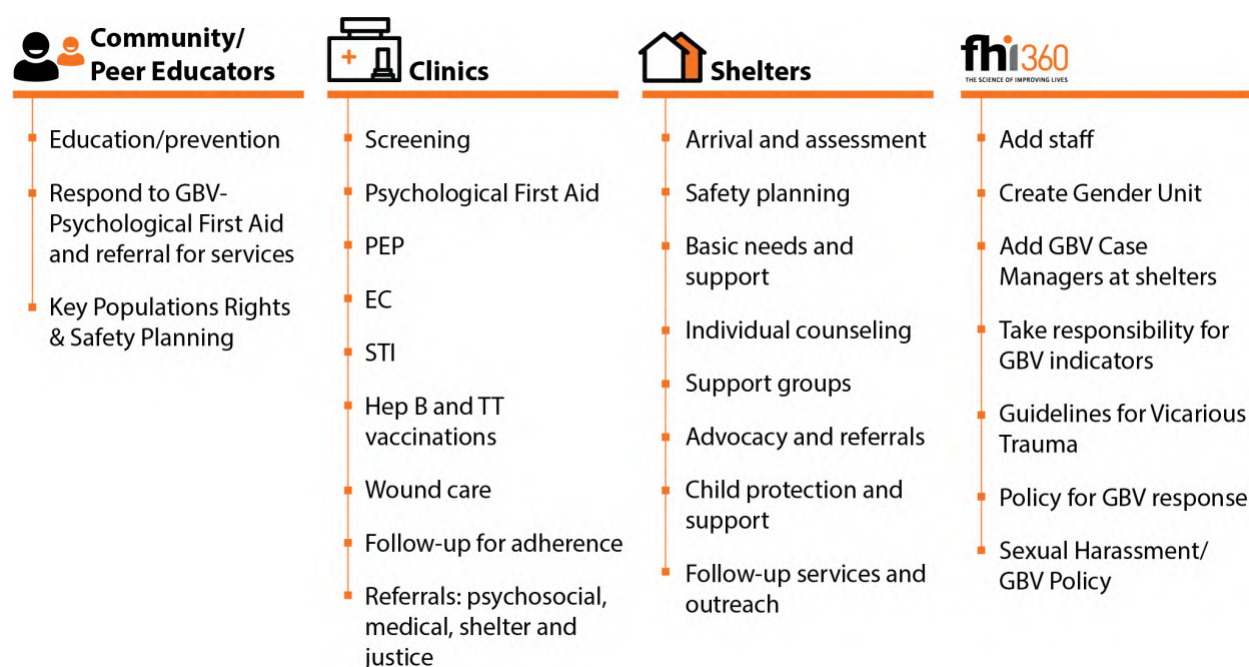 Community/
Peer Educators
Education/prevention
Respond to GBV-
Psychological First Aid
and referral for services
Key Populations Rights
& Safety Planning
Clinics
Screening
Psychological First Aid
PEP
EC
STI
Hep B and TT
vaccinations
Wound care
Follow-up for adherence
Referrals: psychosocial,
medical, shelter and
justice
Shelters
Arrival and assessment
Safety planning
Basic needs and
support
Individual counseling
Support groups
Advocacy and referrals
Child protection and
support
Follow-up services and
outreach
fhi360
THE SCIENCE OF IMPROVING LIVES
Add staff
Create Gender Unit
Add GBV Case
Managers at shelters
Take responsibility for
GBV indicators
Guidelines for Vicarious
Trauma
Policy for GBV response
Sexual Harassment/
GBV Policy